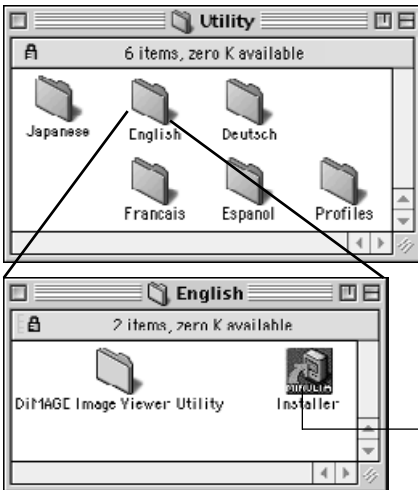 Utility
6 items, zero K available
Japanese English Deutsch
Francais Espanol Profiles
English
2 items, zero K available
MINOLTA
DiMAGE Image Viewer Utility Installer